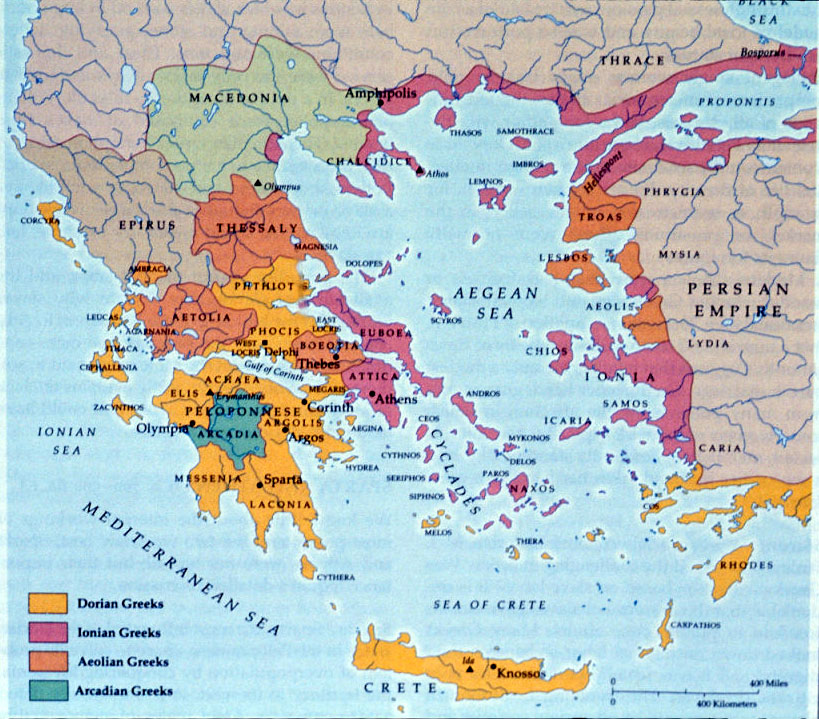 BLACK
SEA
Bosporus
THRACE
MACEDONIA
Amphipolis
PROPONTIS
THASOS
SAMOTHRACE
CHALCIDICE
Athos
IMBROS
Hellespont
LEMNOS
PHRYGIA
Olympus
CORCYRA
EPIRUS
THESSALY
TROAS
MAGNESIA
LESBOS
MYSIA
AMBRACIA
DOLOPES
PHTHIOT
AEGEAN
SEA
PERSIAN
EMPIRE
LEUCAS
AETOLIA
SCYROS
AEOLIS
ACARNANIA
EAST
LOCRIS
EUBOEA
PHOCIS
LYDIA
ITHACA
WEST
LOCRIS
Delphi
BOEOTIA
Thebes
CHIOS
CEPHALLENIA
Gulf of Corinth
IONIA
ACHAEA
ATTICA
ELIS
Erymanthus
MEGARIS
Athens
ANDROS
SAMOS
ZACYNTHOS
PELOPONNESE
Corinth
CEOS
ICARIA
Olympia
ARGOLIS
AEGINA
ARCADIA
Argos
MYKONOS
IONIAN
SEA
CYCLADES
CYTHNOS
DELOS
CARIA
HYDREA
PAROS
MESSENIA
Sparta
SERIPHOS
NAXOS
SIPHNOS
LACONIA
COS
MELOS
MEDITERRANEAN SEA
THERA
RHODES
CYTHERA
SEA OF CRETE
CARPATHOS
Dorian Greeks
Ionian Greeks
Aeolian Greeks
Arcadian Greeks
Ida
Knossos
CRETE
0
400 Miles
0
400 Kilometers